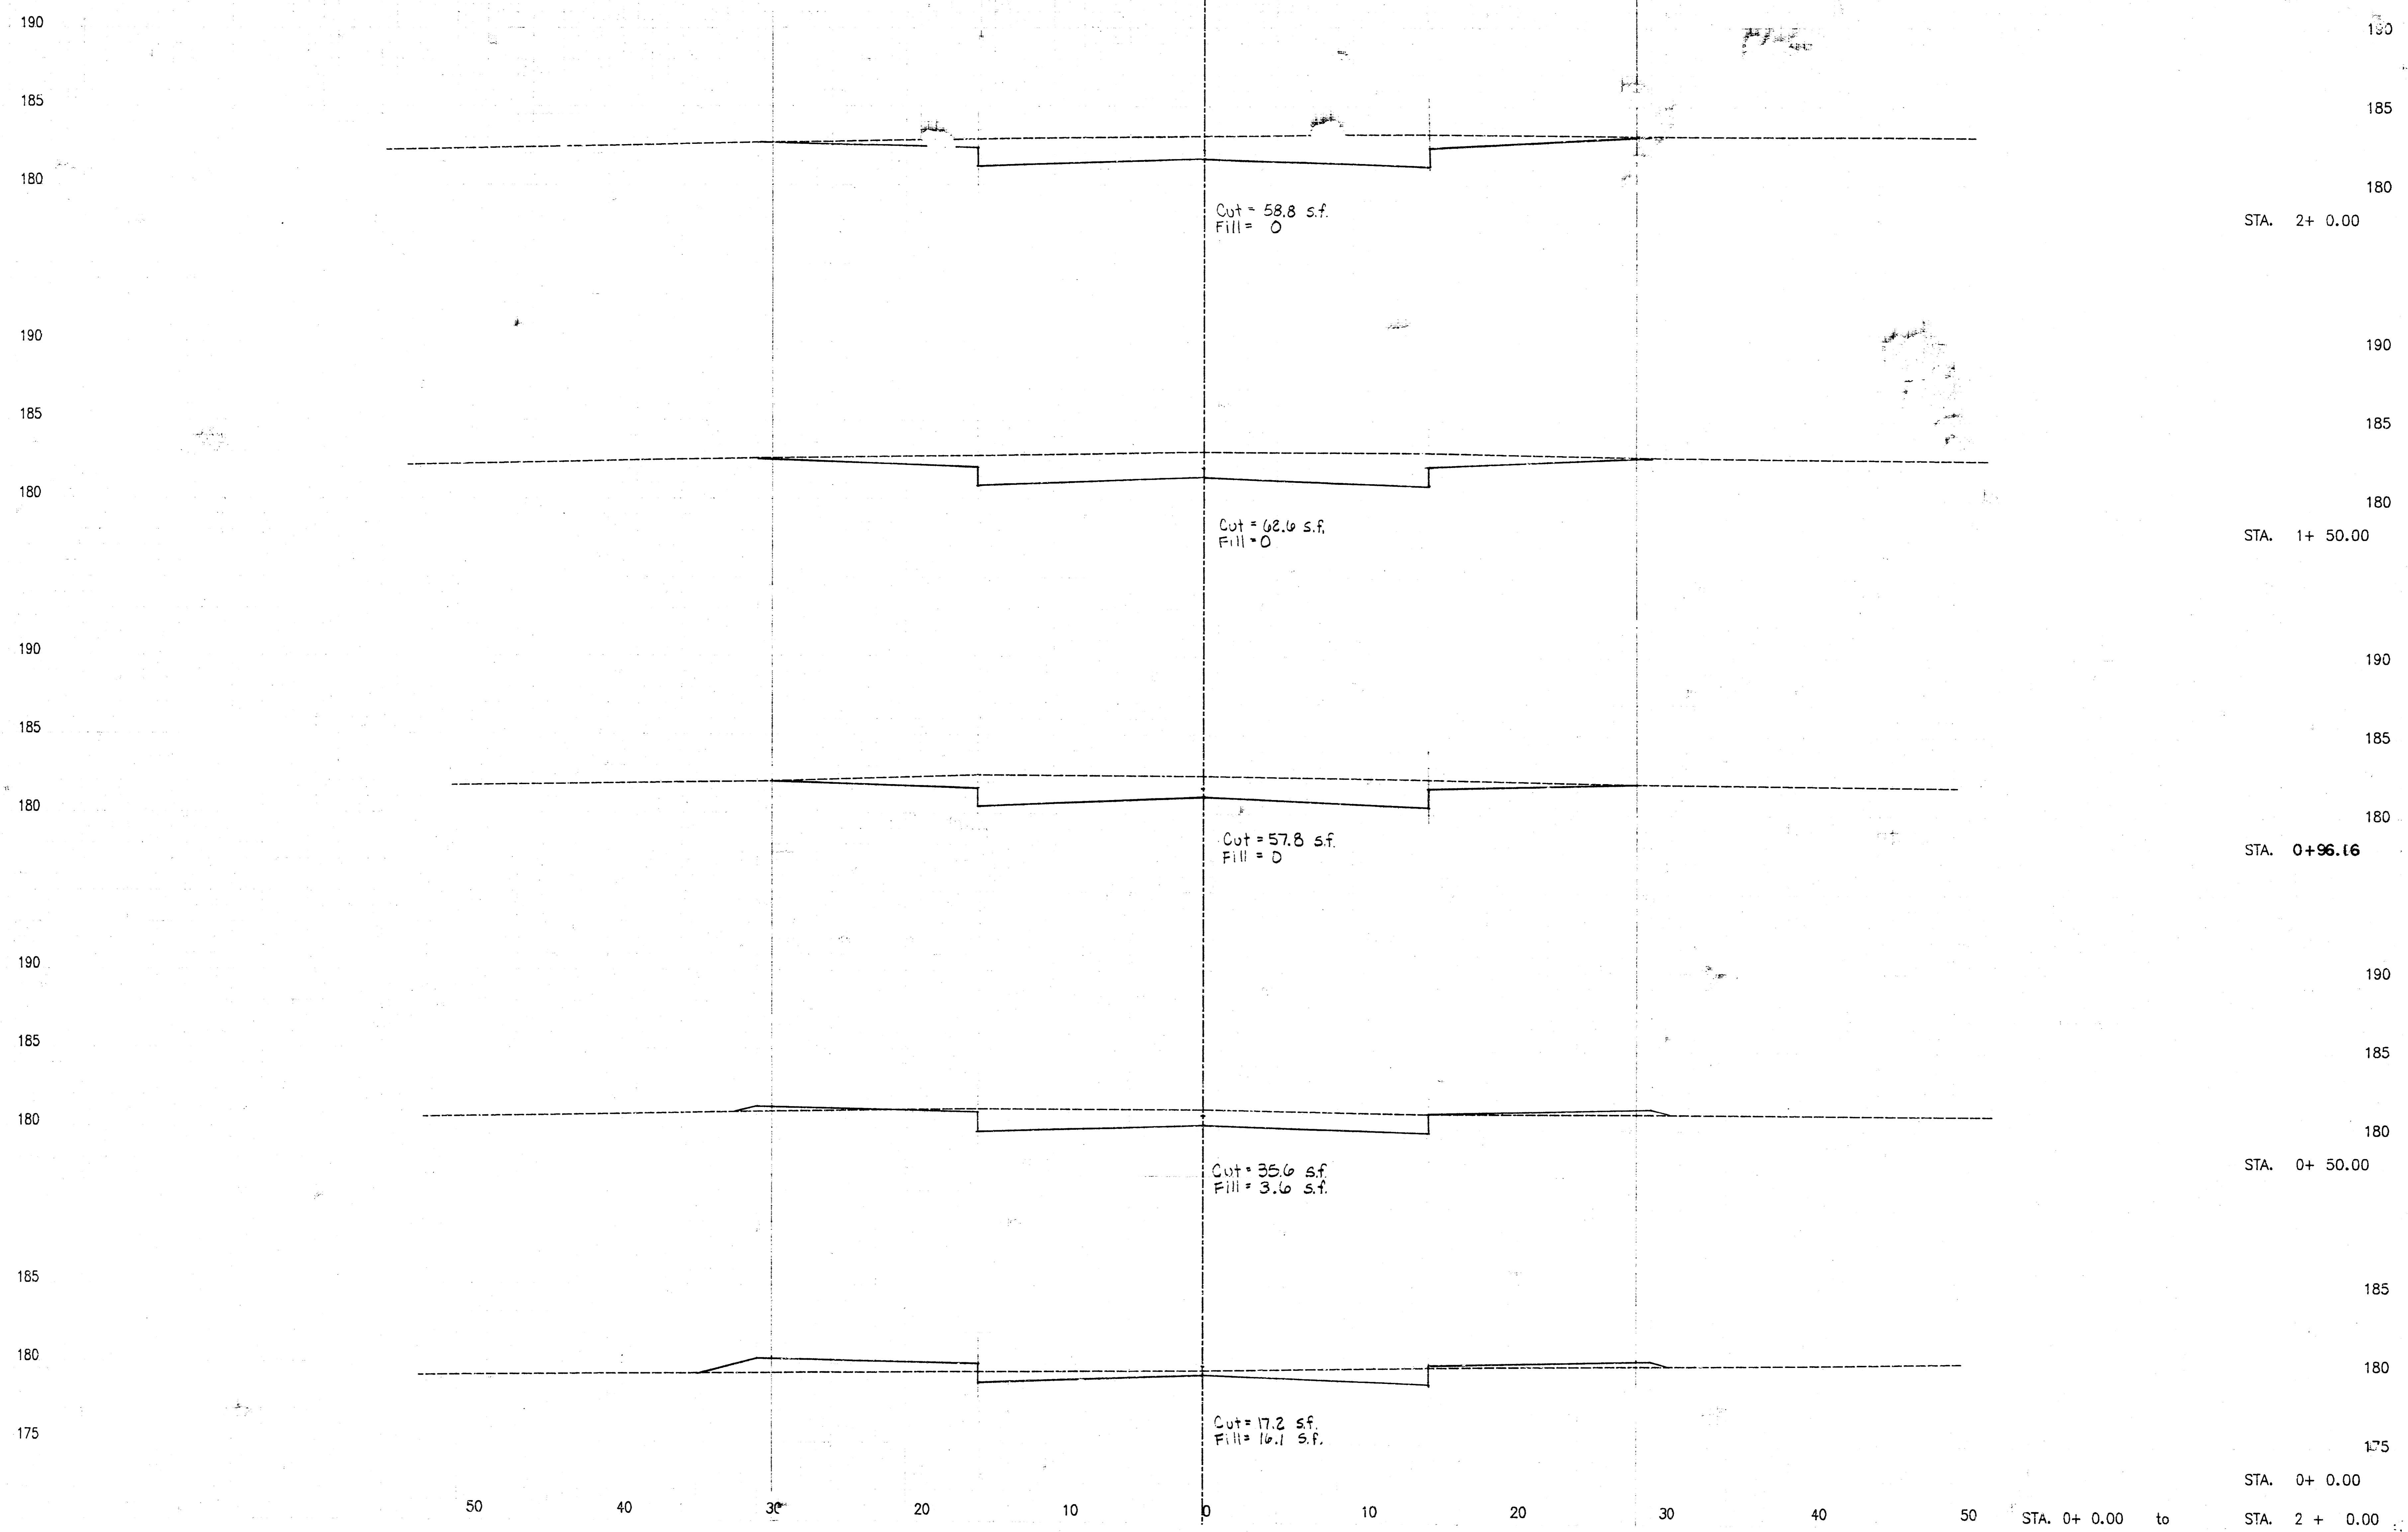 190 190
185 185
180 180
Cut = 58.8 s.f.
Fill = 0
STA. 2+ 0.00
190 190
185 185
180 180
Cut = 62.6 s.f.
Fill = 0
STA. 1+ 50.00
190 190
185 185
180 180
Cut = 57.8 s.f.
Fill = 0
STA.
190 190
185 185
180 180
Cut = 35.6 s.f.
Fill = 3.6 s.f.
STA. 0+ 50.00
185 185
180 180
175 175
Cut = 17.2 s.f.
Fill = 16.1 s.f.
STA. 0+ 0.00
50 40 30 20 10 0 10 20 30 40 50 STA. 0+ 0.00 to STA. 2 + 0.00